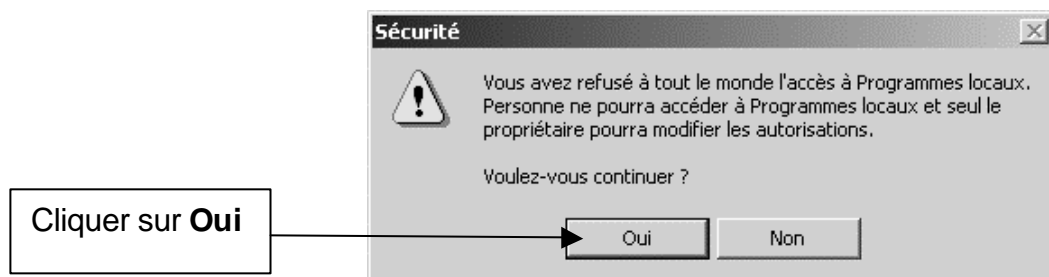 Sécurité
Vous avez refusé à tout le monde l'accès à Programmes locaux.
Personne ne pourra accéder à Programmes locaux et seul le
propriétaire pourra modifier les autorisations.
Voulez-vous continuer ?
Cliquer sur Oui
Oui
Non